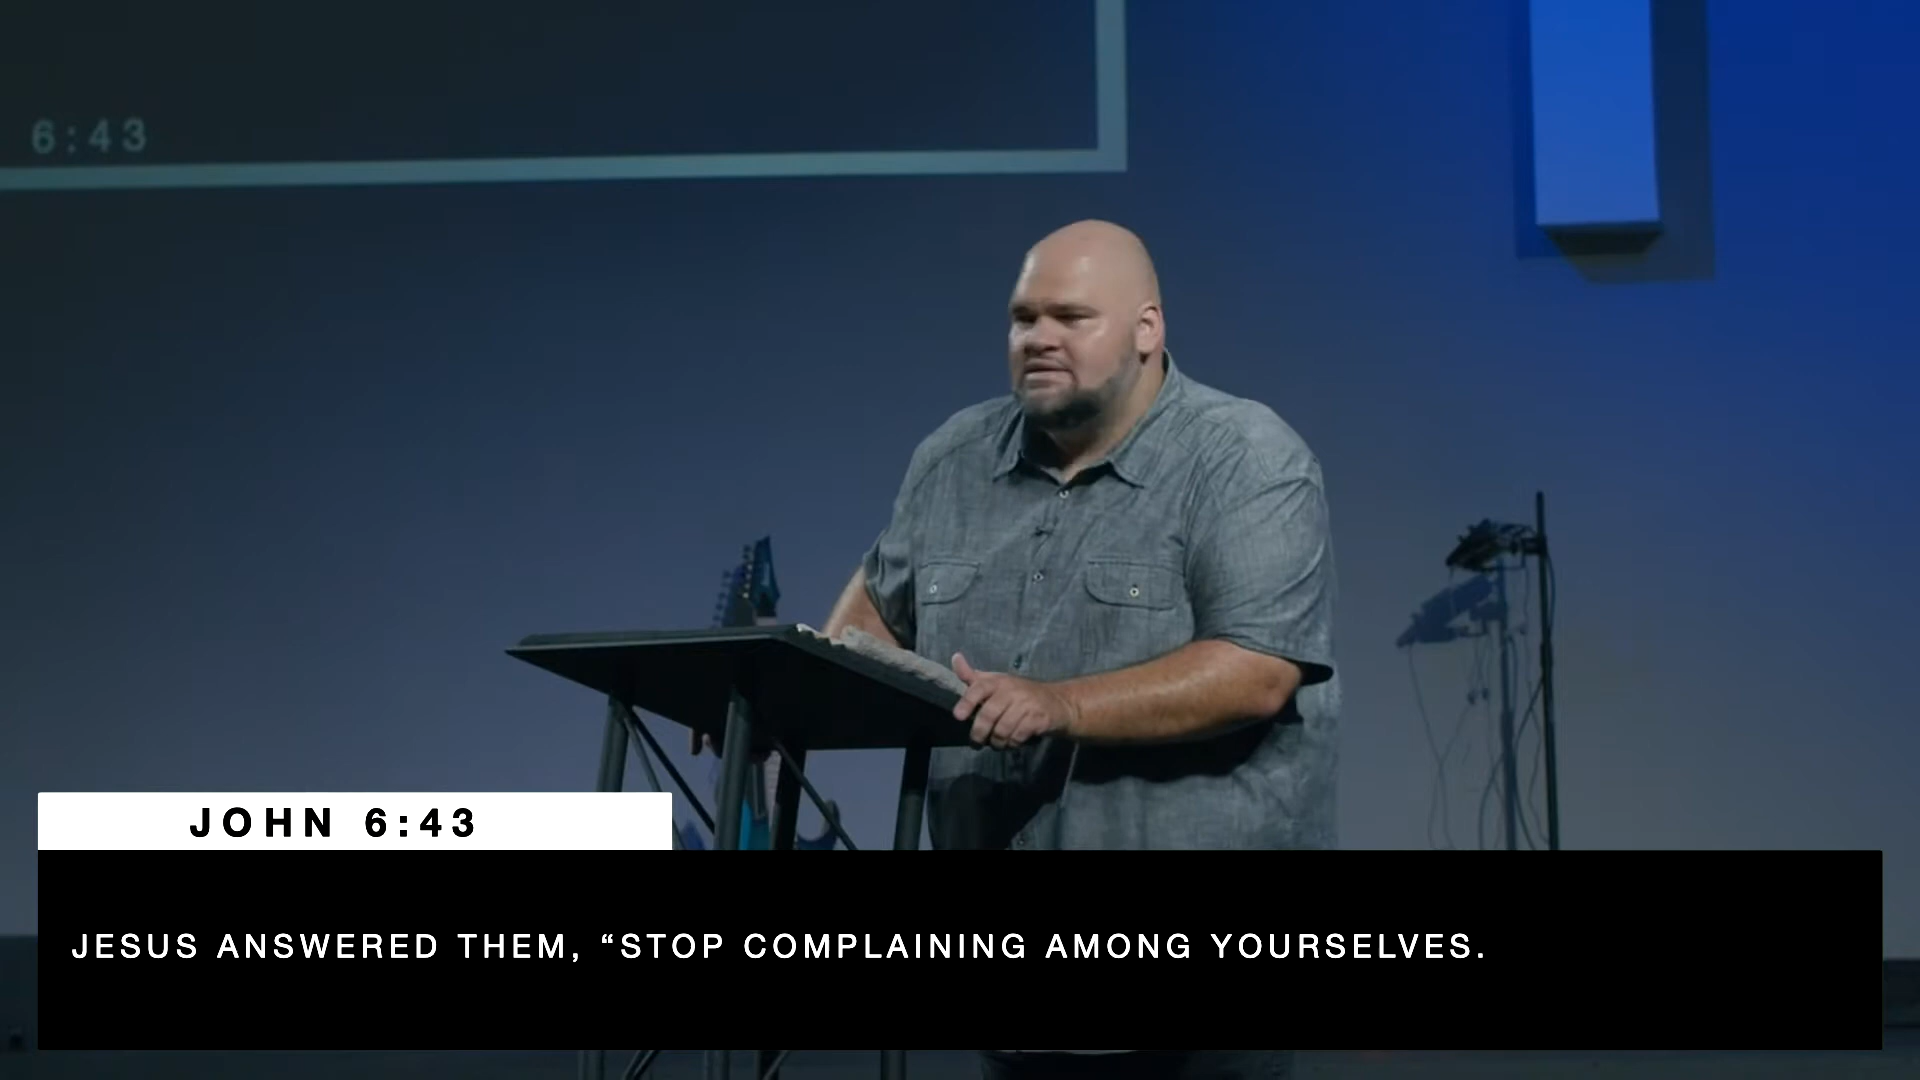 6:43
JOHN 6:43
JESUS ANSWERED THEM, “STOP COMPLAINING AMONG YOURSELVES.